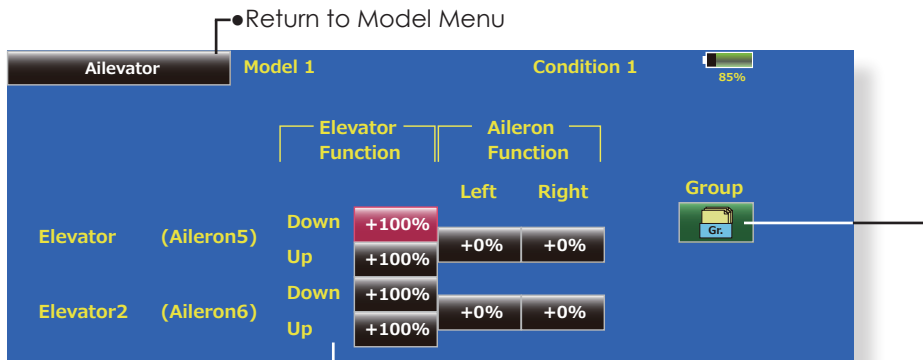 ●Return to Model Menu
Ailevator Model 1 Condition 1 85%
Elevator Function Aileron Function
Left Right Group
Gr.
Elevator (Aileron5) Down +100% +0% +0%
Up +100%
Elevator2 (Aileron6) Down +100% +0% +0%
Up +100%